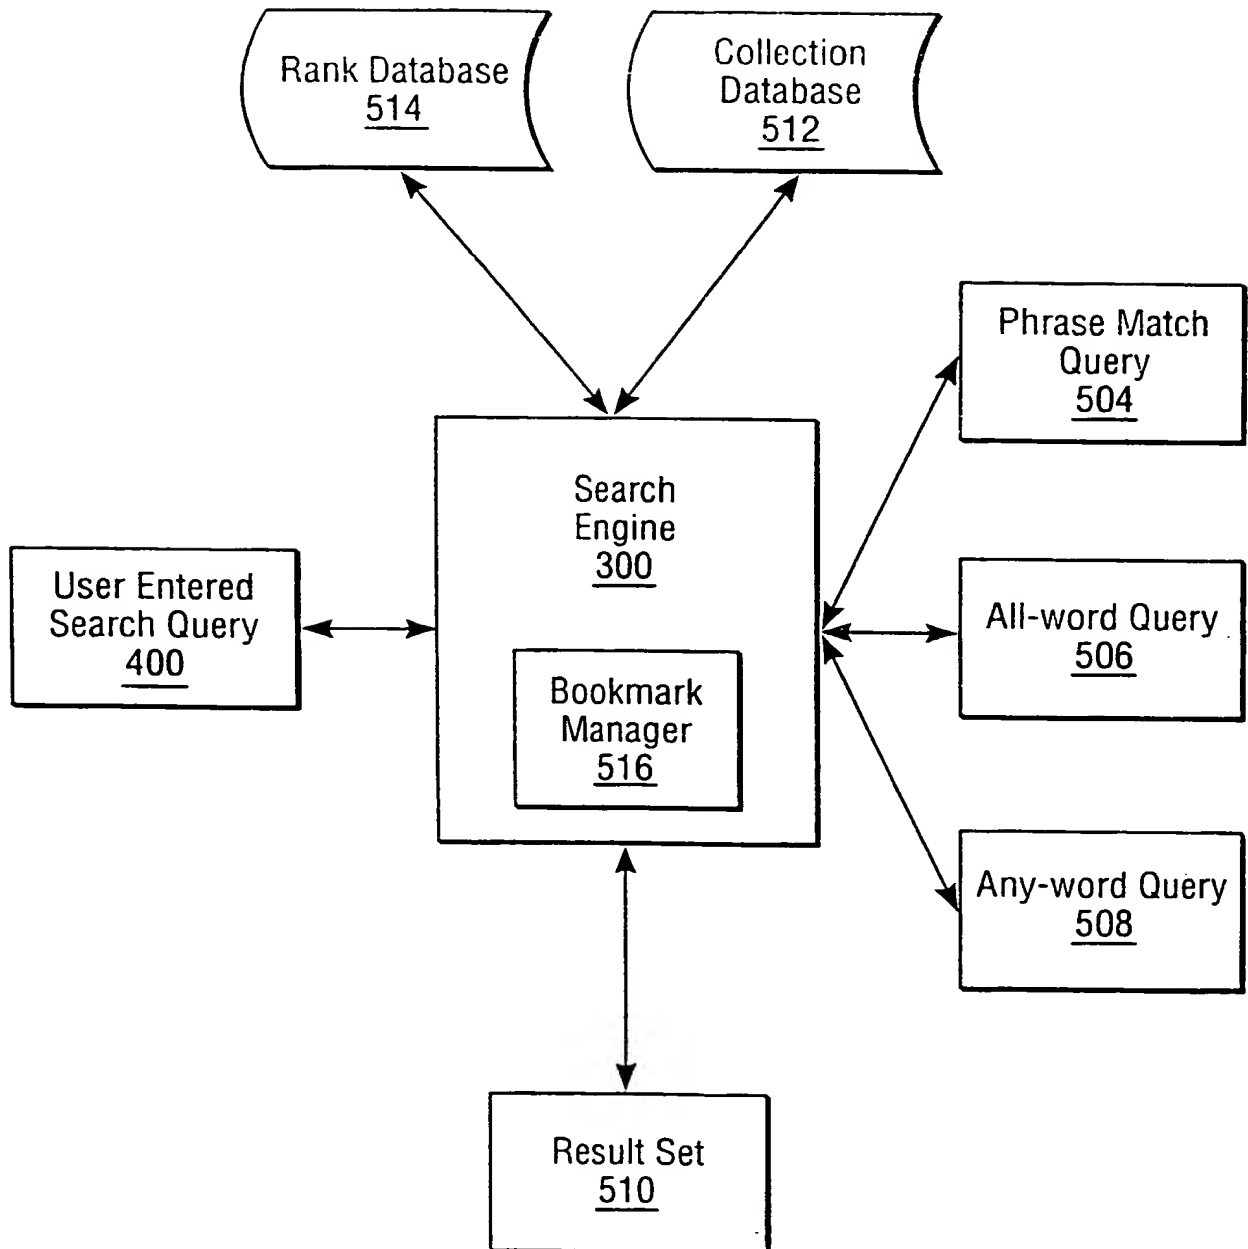 Rank Database
514
Collection
Database
512
Phrase Match
Query
504
Search
Engine
300
User Entered
Search Query
400
All-word Query
506
Bookmark
Manager
516
Any-word Query
508
Result Set
510